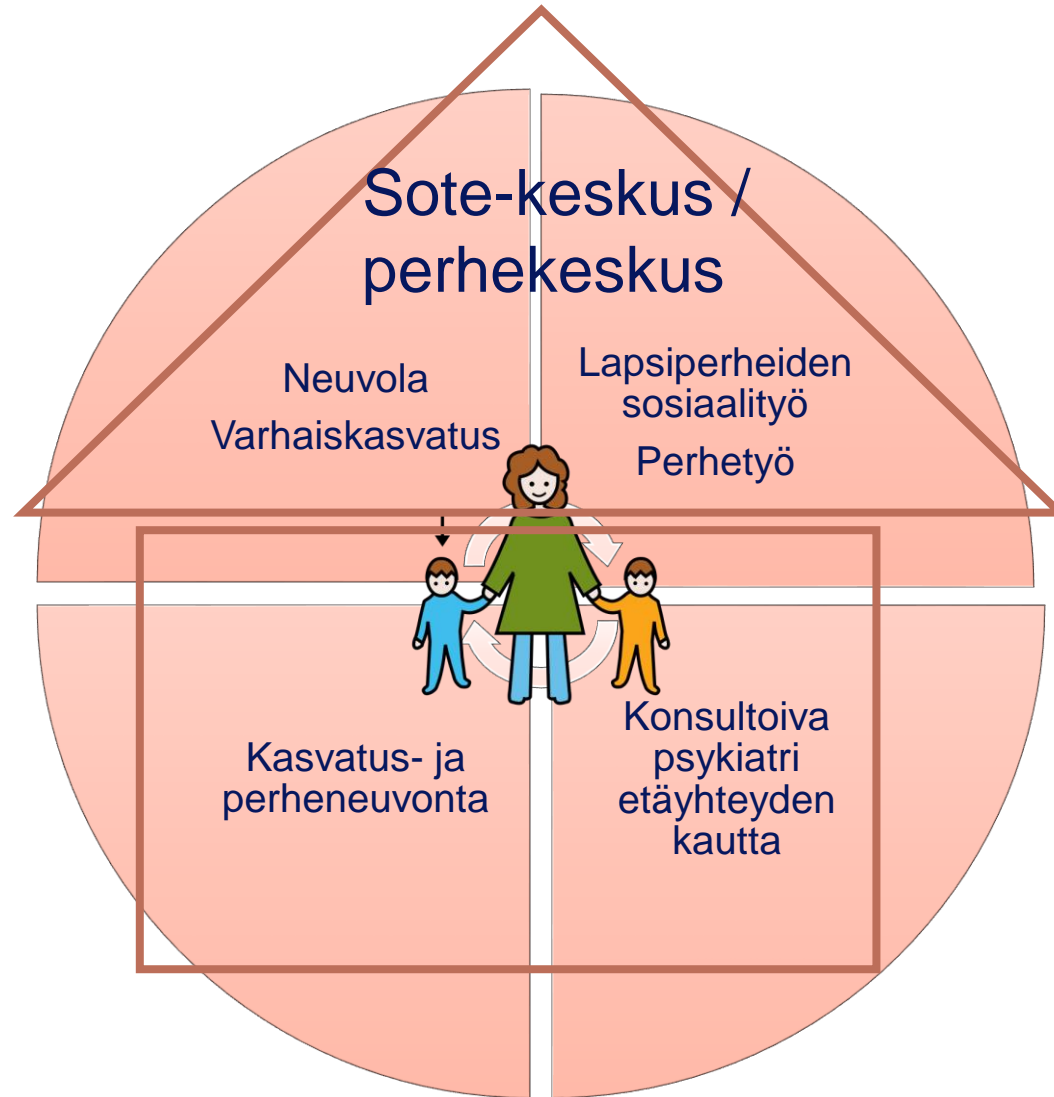 Sote-keskus /
perhekeskus
Neuvola
Varhaiskasvatus
Lapsiperheiden
sosiaalityö
Perhetyö
Kasvatus- ja
perheneuvonta
Konsultoiva
psykiatri
etäyhteyden
kautta